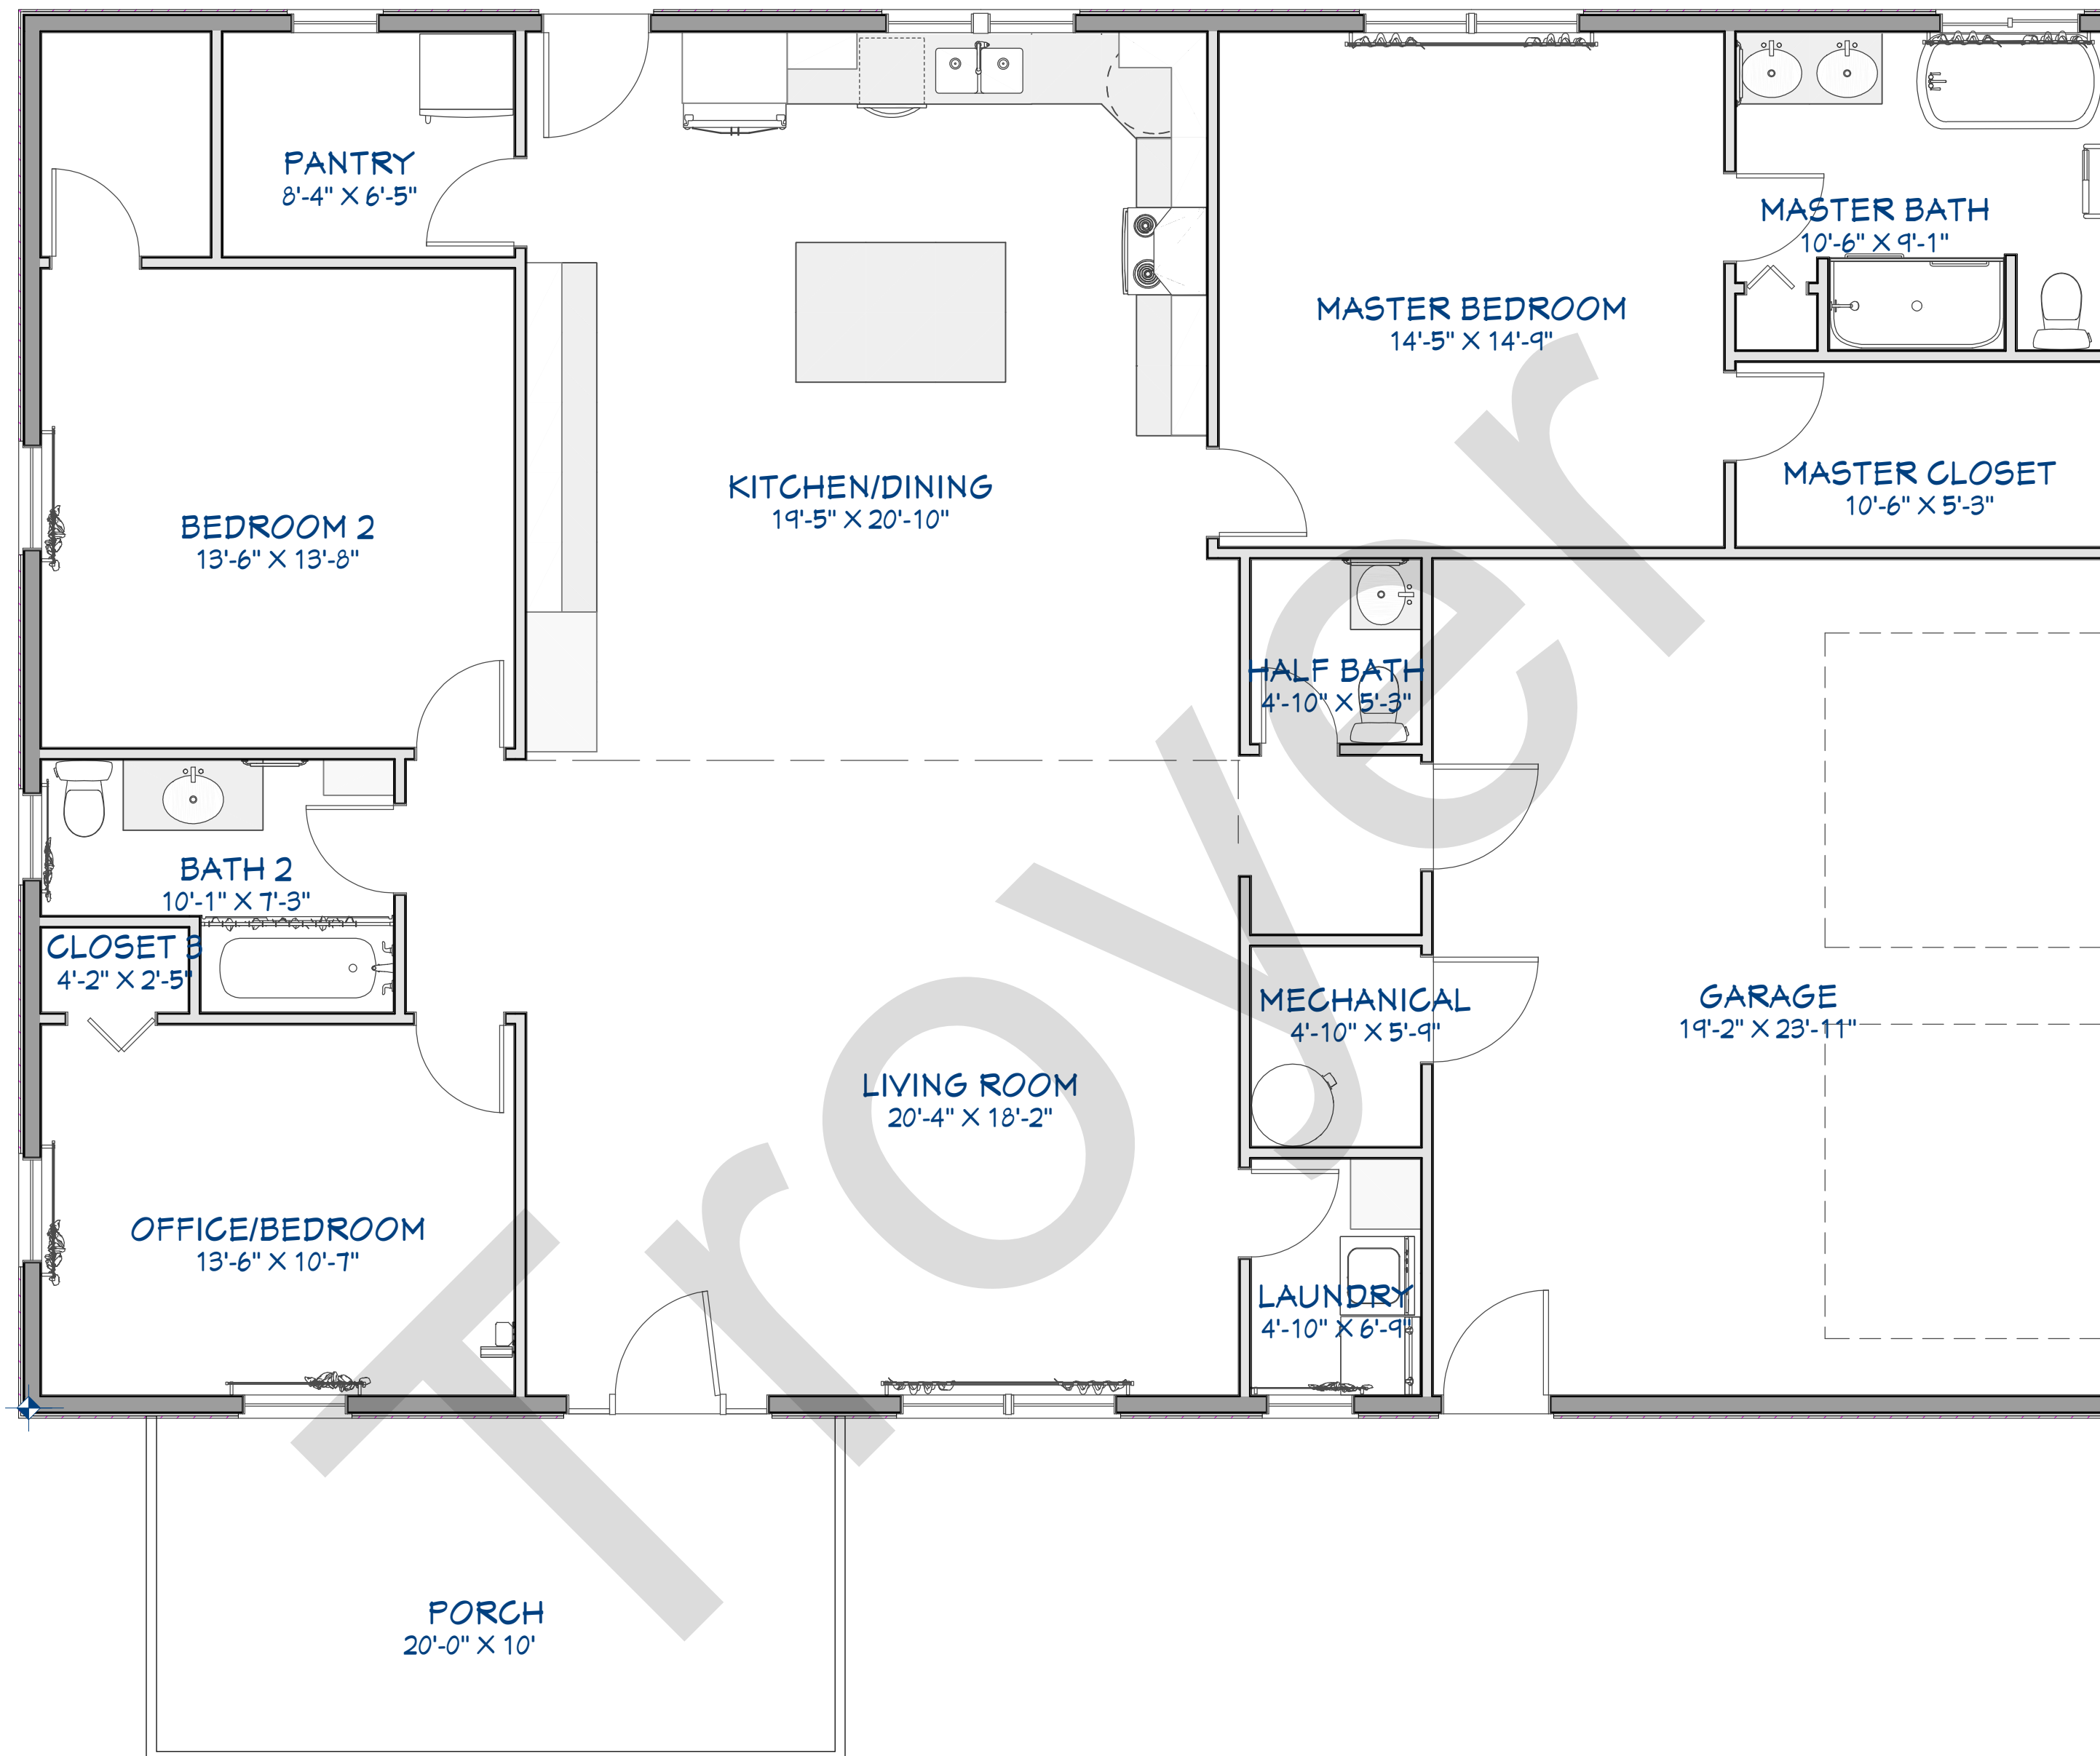 PANTRY
8'-4" X 6'-5"
MASTER BATH
10'-6" X 9'-1"
MASTER BEDROOM
14'-5" X 14'-9"
MASTER CLOSET
10'-6" X 5'-3"
KITCHEN/DINING
19'-5" X 20'-10"
BEDROOM 2
13'-6" X 13'-8"
HALF BATH
4'-10" X 5'-3"
BATH 2
10'-1" X 7'-3"
CLOSET 3
4'-2" X 2'-5"
MECHANICAL
4'-10" X 5'-9"
GARAGE
19'-2" X 23'-11"
LIVING ROOM
20'-4" X 18'-2"
OFFICE/BEDROOM
13'-6" X 10'-7"
LAUNDRY
4'-10" X 6'-9"
PORCH
20'-0" X 10'
Troyer